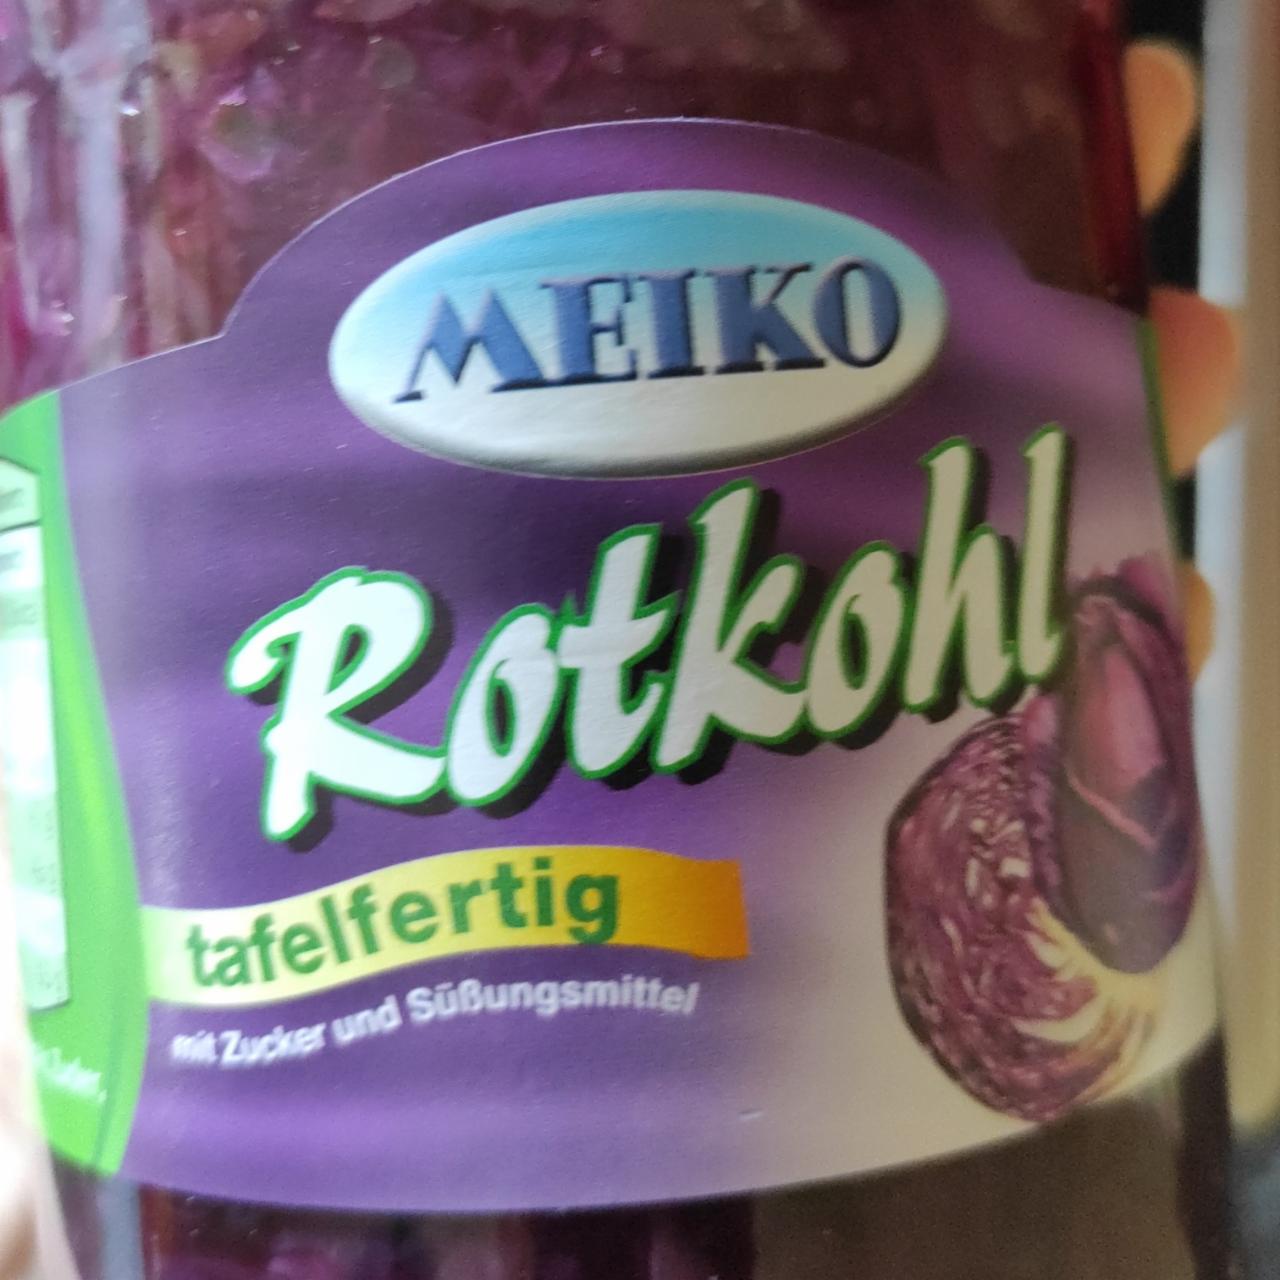 MEIKO
Rotkohl
tafelfertig
mit Zucker und Süßungsmittel